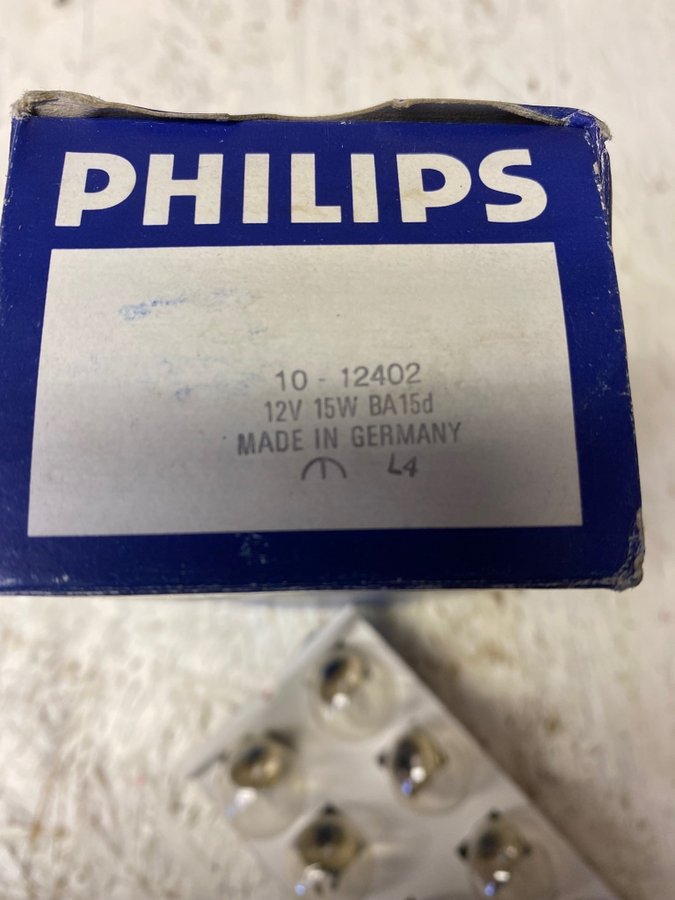 PHILIPS
10 - 12402
12V 15W BA15d
MADE IN GERMANY
L4